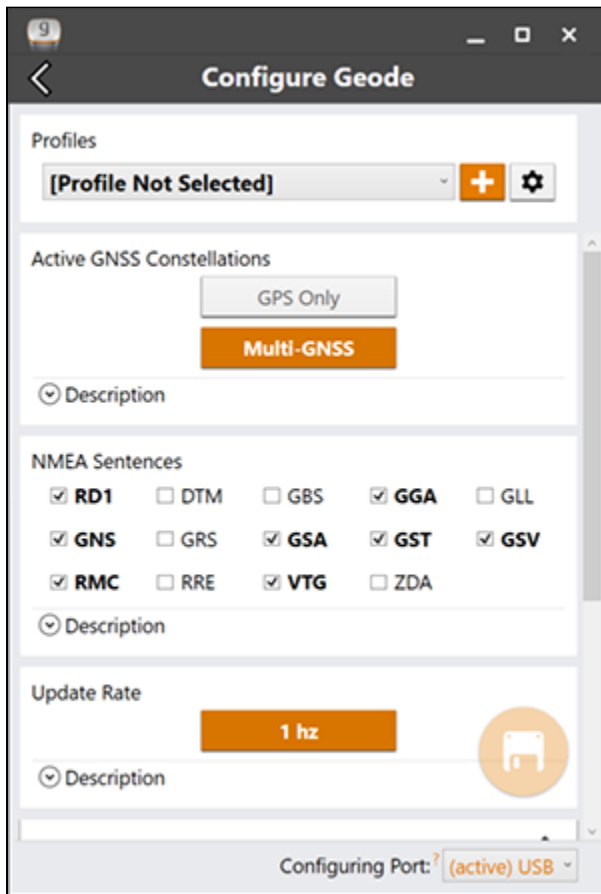 g
Configure Geode
Profiles
[Profile Not Selected]
Active GNSS Constellations
GPS Only
Multi-GNSS
Description
NMEA Sentences
RD1 DTM GBS GGA GLL
GNS GRS GSA GST GSV
RMC RRE VTG ZDA
Description
Update Rate
1 hz
Description
Configuring Port:? (active) USB